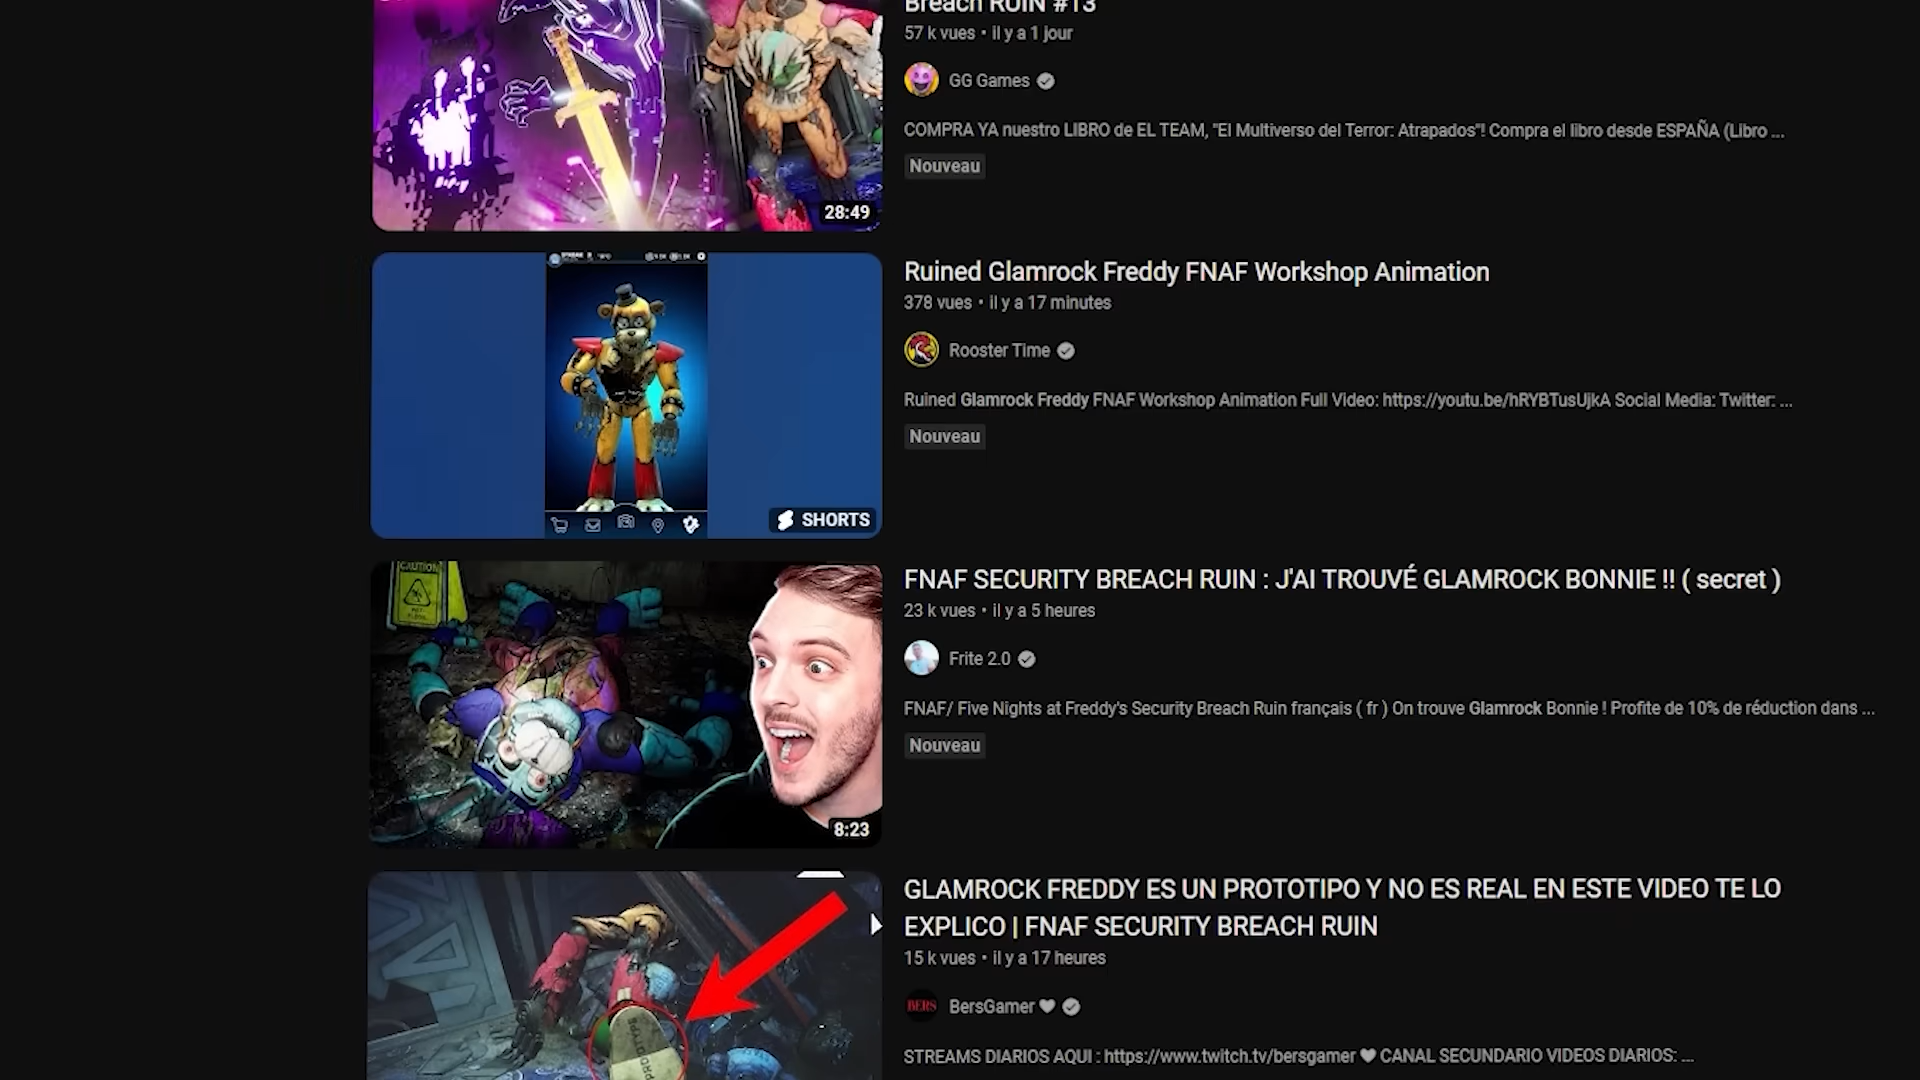 Breach RUIN #13
57 k vues • il y a 1 jour
GG Games
COMPRA YA nuestro LIBRO de EL TEAM, "El Multiverso del Terror: Atrapados"! Compra el libro desde ESPAÑA (Libro ...
Nouveau
28:49
Ruined Glamrock Freddy FNAF Workshop Animation
378 vues • il y a 17 minutes
Rooster Time
Ruined Glamrock Freddy FNAF Workshop Animation Full Video: https://youtu.be/hRYBTusUjkA Social Media: Twitter: ...
Nouveau
SHORTS
CAUTION
FNAF SECURITY BREACH RUIN : J'AI TROUVÉ GLAMROCK BONNIE !! ( secret )
23 k vues • il y a 5 heures
Frite 2.0
FNAF/ Five Nights at Freddy's Security Breach Ruin français ( fr ) On trouve Glamrock Bonnie ! Profite de 10% de réduction dans ...
Nouveau
8:23
GLAMROCK FREDDY ES UN PROTOTIPO Y NO ES REAL EN ESTE VIDEO TE LO
EXPLICO | FNAF SECURITY BREACH RUIN
15 k vues • il y a 17 heures
BERS
BersGamer ♥
STREAMS DIARIOS AQUI : https://www.twitch.tv/bersgamer ♥ CANAL SECUNDARIO VIDEOS DIARIOS: ...
PROTOTYPE